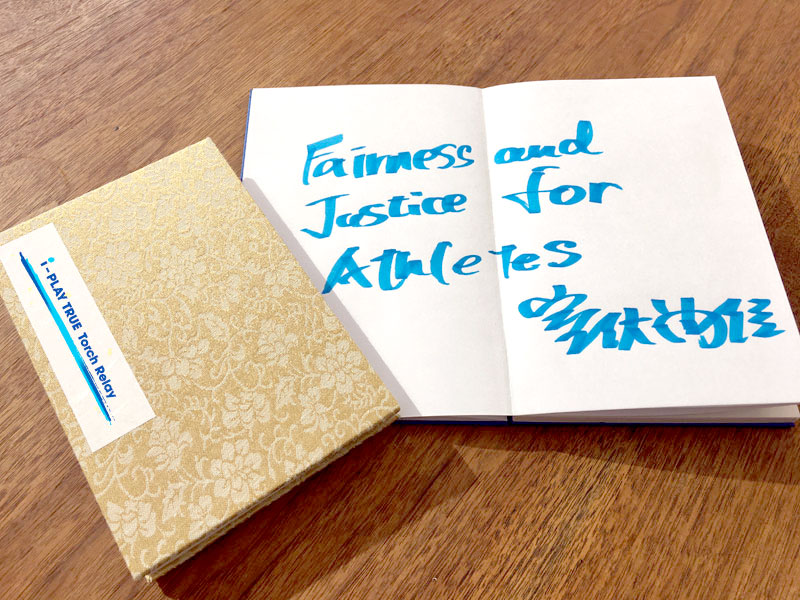 i-PLAY TRUE Torch Relay
Fairness and
Justice for
Athletes